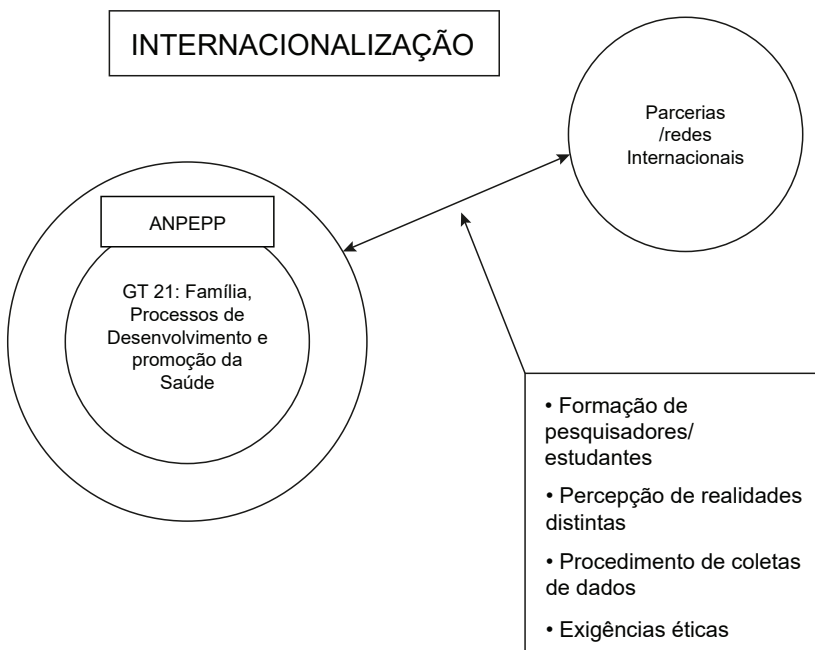 INTERNACIONALIZAÇÃO
Parcerias
/redes
Internacionais
ANPEPP
GT 21: Família,
Processos de
Desenvolvimento e
promoção da
Saúde
• Formação de
pesquisadores/
estudantes
• Percepção de realidades
distintas
• Procedimento de coletas
de dados
• Exigências éticas